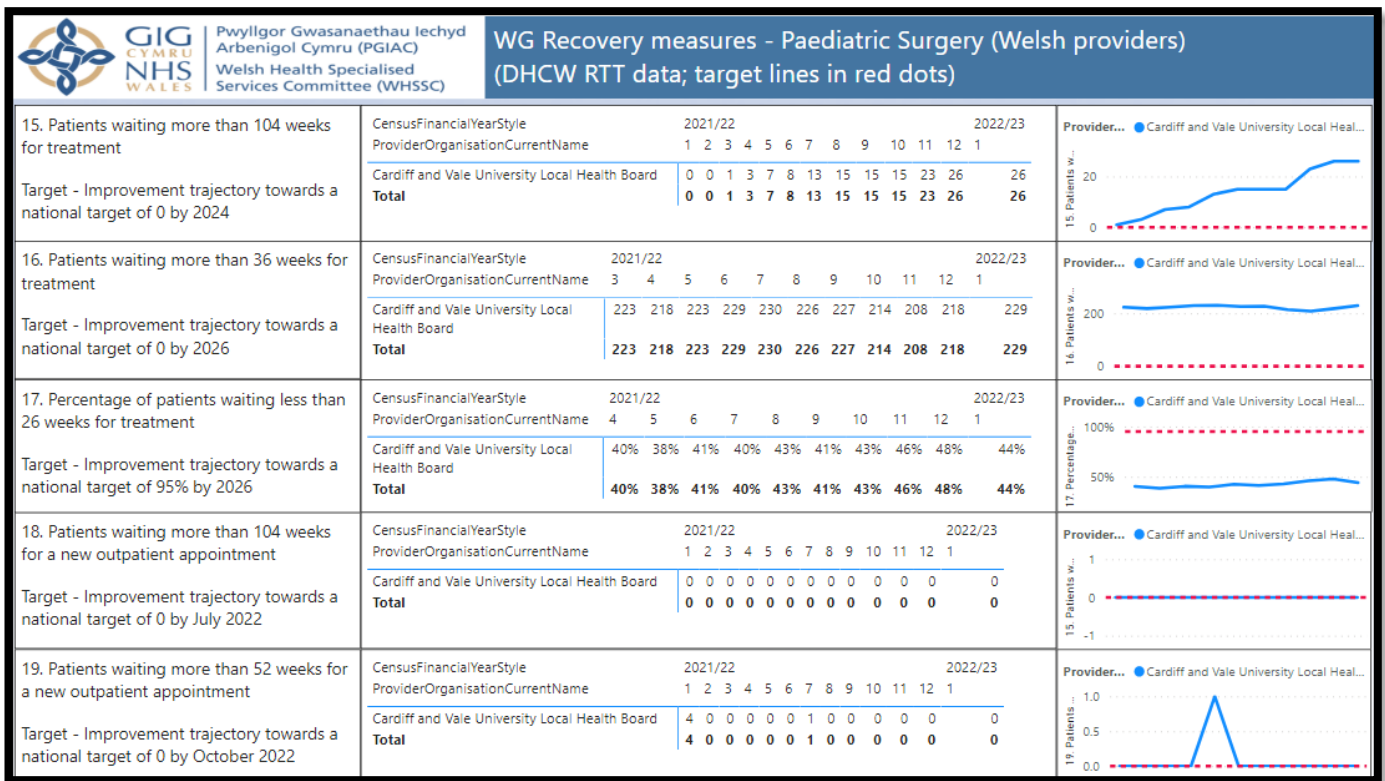 GIG
CYMRU
NHS
WALES
Pwyllgor Gwasanaethau Iechyd
Arbenigol Cymru (PGIAC)
Welsh Health Specialised
Services Committee (WHSSC)
WG Recovery measures - Paediatric Surgery (Welsh providers)
(DHCW RTT data; target lines in red dots)
15. Patients waiting more than 104 weeks
for treatment
Target - Improvement trajectory towards a
national target of 0 by 2024
CensusFinancialYearStyle 2021/22 2022/23
ProviderOrganisationCurrentName 1 2 3 4 5 6 7 8 9 10 11 12 1
Cardiff and Vale University Local Health Board 0 0 1 3 7 8 13 15 15 15 23 26 26
Total 0 0 1 3 7 8 13 15 15 15 23 26 26
Provider... Cardiff and Vale University Local Heal...
15. Patients w...
20
0
16. Patients waiting more than 36 weeks for
treatment
Target - Improvement trajectory towards a
national target of 0 by 2026
CensusFinancialYearStyle 2021/22 2022/23
ProviderOrganisationCurrentName 3 4 5 6 7 8 9 10 11 12 1
Cardiff and Vale University Local 223 218 223 229 230 226 227 214 208 218 229
Health Board
Total 223 218 223 229 230 226 227 214 208 218 229
Provider... Cardiff and Vale University Local Heal...
16. Patients w...
200
0
17. Percentage of patients waiting less than
26 weeks for treatment
Target - Improvement trajectory towards a
national target of 95% by 2026
CensusFinancialYearStyle 2021/22 2022/23
ProviderOrganisationCurrentName 4 5 6 7 8 9 10 11 12 1
Cardiff and Vale University Local 40% 38% 41% 40% 43% 41% 43% 46% 48% 44%
Health Board
Total 40% 38% 41% 40% 43% 41% 43% 46% 48% 44%
Provider... Cardiff and Vale University Local Heal...
17. Percentage...
100%
50%
18. Patients waiting more than 104 weeks
for a new outpatient appointment
Target - Improvement trajectory towards a
national target of 0 by July 2022
CensusFinancialYearStyle 2021/22 2022/23
ProviderOrganisationCurrentName 1 2 3 4 5 6 7 8 9 10 11 12 1
Cardiff and Vale University Local Health Board 0 0 0 0 0 0 0 0 0 0 0 0 0
Total 0 0 0 0 0 0 0 0 0 0 0 0 0
Provider... Cardiff and Vale University Local Heal...
15. Patients w...
1
0
-1
19. Patients waiting more than 52 weeks for
a new outpatient appointment
Target - Improvement trajectory towards a
national target of 0 by October 2022
CensusFinancialYearStyle 2021/22 2022/23
ProviderOrganisationCurrentName 1 2 3 4 5 6 7 8 9 10 11 12 1
Cardiff and Vale University Local Health Board 4 0 0 0 0 0 1 0 0 0 0 0 0
Total 4 0 0 0 0 0 1 0 0 0 0 0 0
Provider... Cardiff and Vale University Local Heal...
19. Patients ...
1.0
0.5
0.0